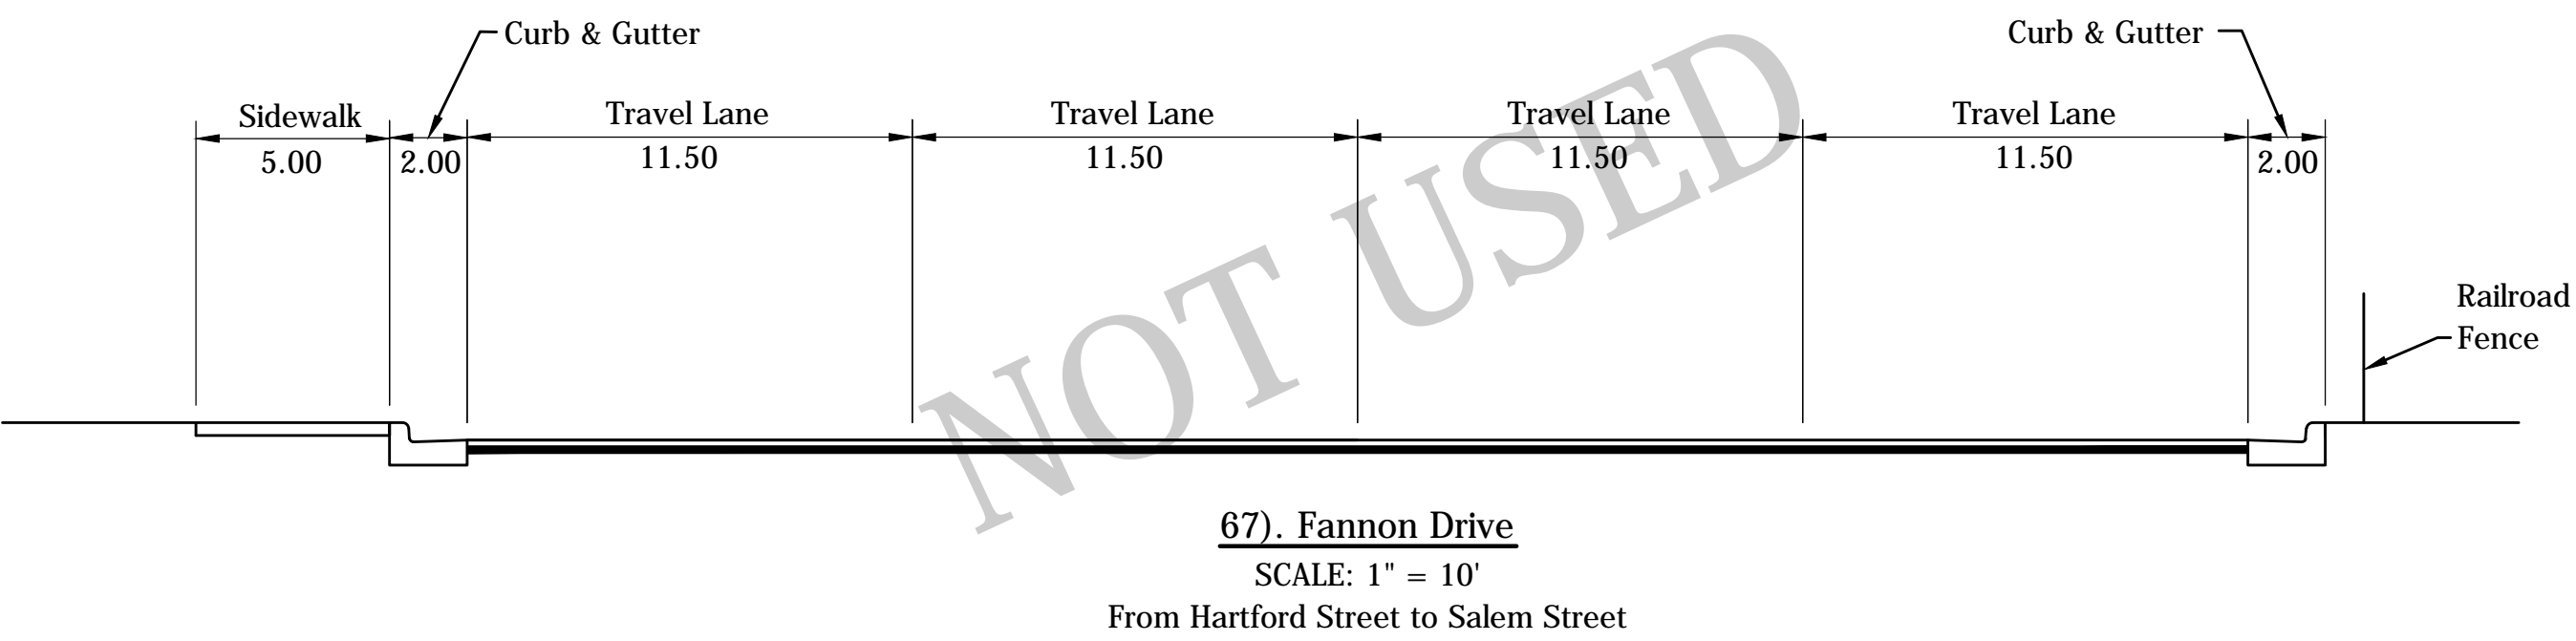 Curb & Gutter
Curb & Gutter
Sidewalk
Travel Lane
Travel Lane
Travel Lane
Travel Lane
5.00
2.00
11.50
11.50
11.50
11.50
2.00
NOT USED
Railroad
Fence
67). Fannon Drive
SCALE: 1" = 10'
From Hartford Street to Salem Street